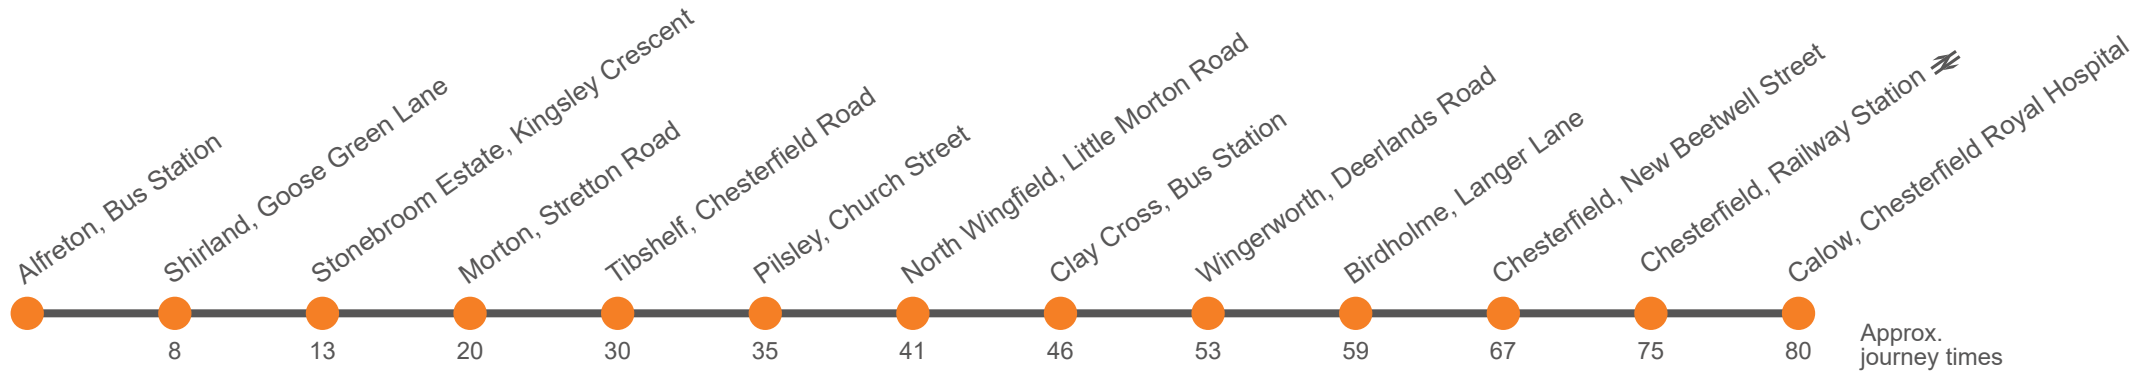 Alfreton, Bus Station
Shirland, Goose Green Lane
Stonebroom Estate, Kingsley Crescent
Morton, Stretton Road
Tibshelf, Chesterfield Road
Pilsley, Church Street
North Wingfield, Little Morton Road
Clay Cross, Bus Station
Wingerworth, Deerlands Road
Birdholme, Langer Lane
Chesterfield, New Beetwell Street
Chesterfield, Railway Station
Calow, Chesterfield Royal Hospital
8 13 20 30 35 41 46 53 59 67 75 80
Approx.
journey times